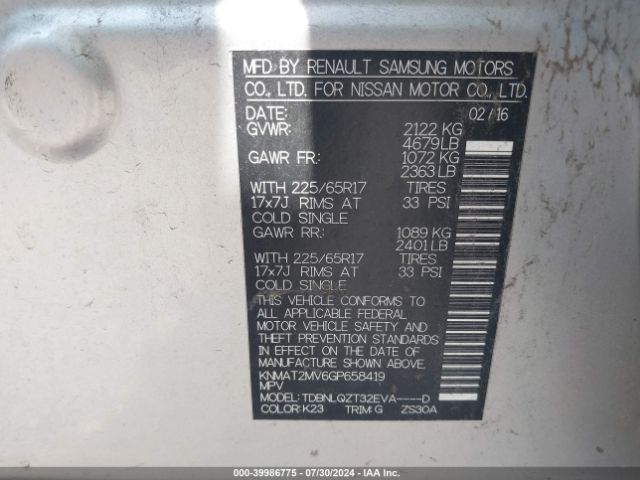 MFD BY RENAULT SAMSUNG MOTORS
CO., LTD. FOR NISSAN MOTOR CO., LTD.
DATE: 02/16
GVWR: 2122 KG
4679 LB
GAWR FR: 1072 KG
2363 LB
WITH 225/65R17 TIRES
17x7J RIMS AT 33 PSI
COLD SINGLE
GAWR RR: 1089 KG
2401 LB
WITH 225/65R17 TIRES
17x7J RIMS AT 33 PSI
COLD SINGLE
THIS VEHICLE CONFORMS TO
ALL APPLICABLE FEDERAL
MOTOR VEHICLE SAFETY AND
THEFT PREVENTION STANDARDS
IN EFFECT ON THE DATE OF
MANUFACTURE SHOWN ABOVE.
KNMAT2MV6GP658419
MPV
MODEL: TDBNLQZT32EVA----D
COLOR: K23 TRIM: G ZS30A
000-39986775 - 07/30/2024 - IAAI.com